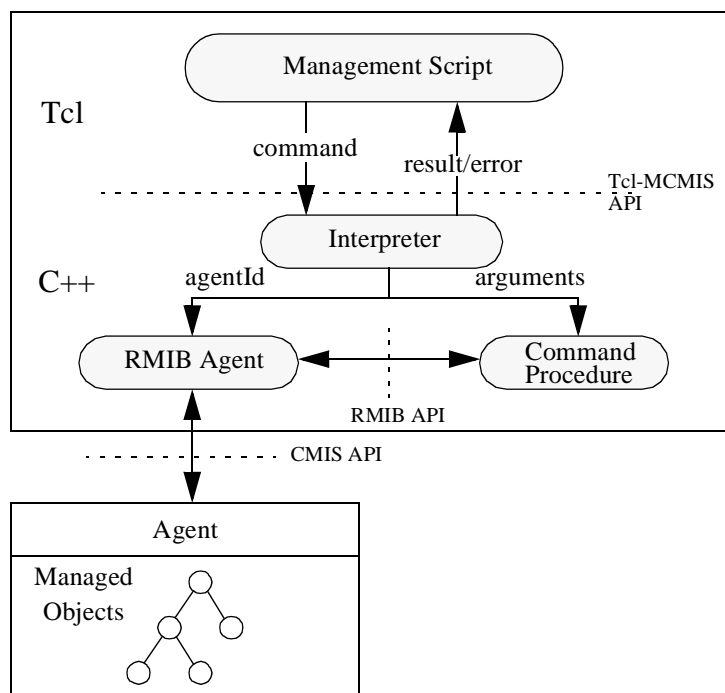 Management Script
Tcl
command
result/error
Tcl-MCMIS
API
Interpreter
C++
agentId
arguments
RMIB Agent
Command
Procedure
RMIB API
CMIS API
Agent
Managed
Objects